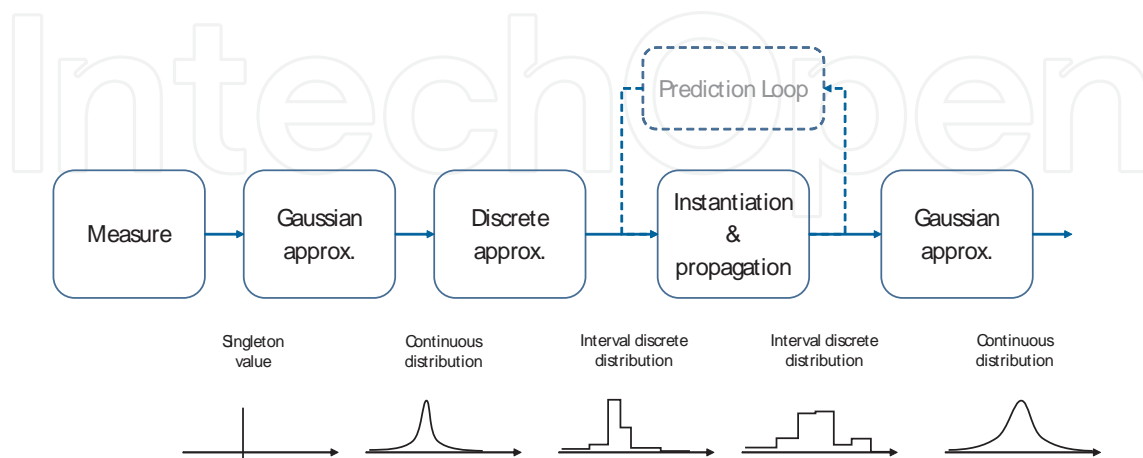 IntechOpen
Prediction Loop
Measure
Gaussian
approx.
Discrete
approx.
Instantiation
&
propagation
Gaussian
approx.
Singleton
value
Continuous
distribution
Interval discrete
distribution
Interval discrete
distribution
Continuous
distribution